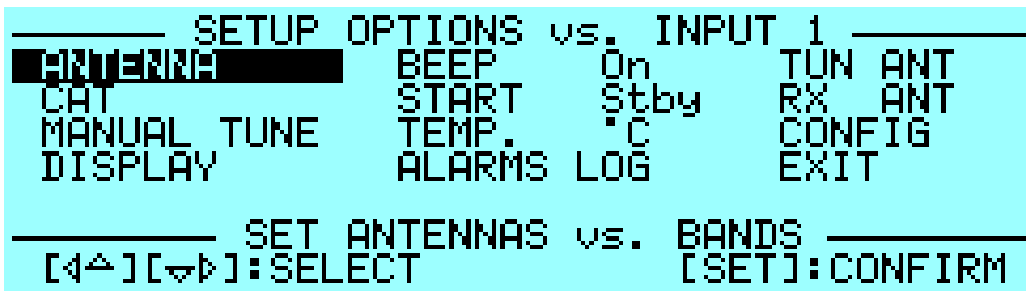 SETUP OPTIONS vs. INPUT 1
ANTENNA BEEP On TUN ANT
CAT START Stby RX ANT
MANUAL TUNE TEMP. °C CONFIG
DISPLAY ALARMS LOG EXIT
SET ANTENNAS vs. BANDS
[◁△][▽▷]:SELECT [SET]:CONFIRM